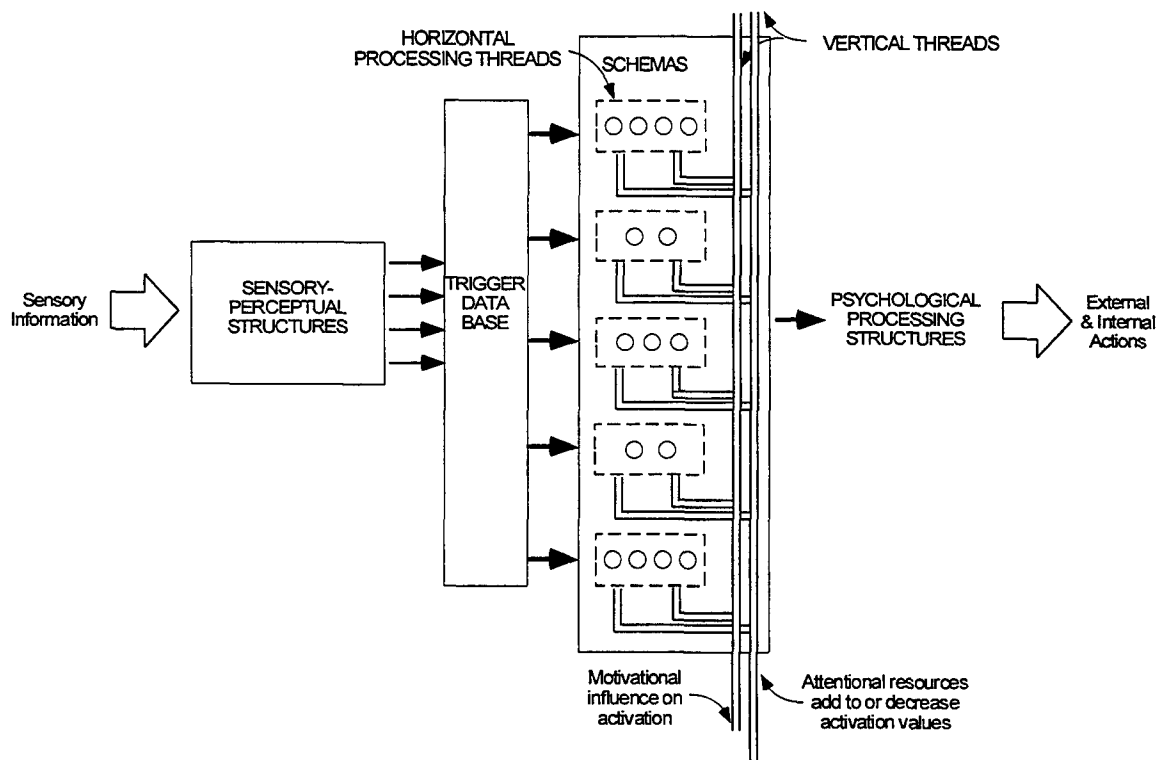 HORIZONTAL
PROCESSING THREADS
SCHEMAS
VERTICAL THREADS
Sensory
Information
SENSORY-
PERCEPTUAL
STRUCTURES
TRIGGER
DATA
BASE
PSYCHOLOGICAL
PROCESSING
STRUCTURES
External
& Internal
Actions
Motivational
influence on
activation
Attentional resources
add to or decrease
activation values